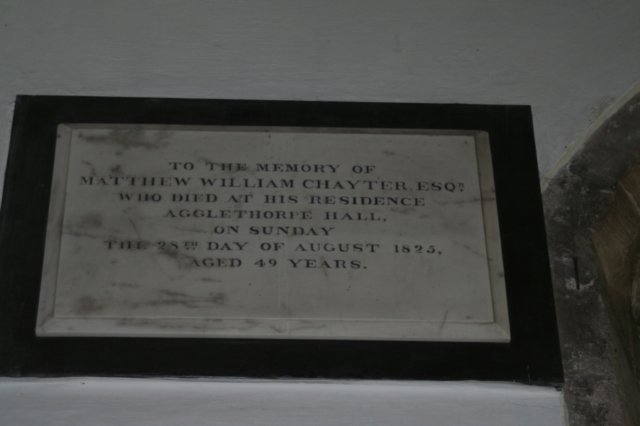 TO THE MEMORY OF
MATTHEW WILLIAM CHAYTER, ESQR.
WHO DIED AT HIS RESIDENCE
AGGLETHORPE HALL,
ON SUNDAY
THE 28TH DAY OF AUGUST 1825,
AGED 49 YEARS.